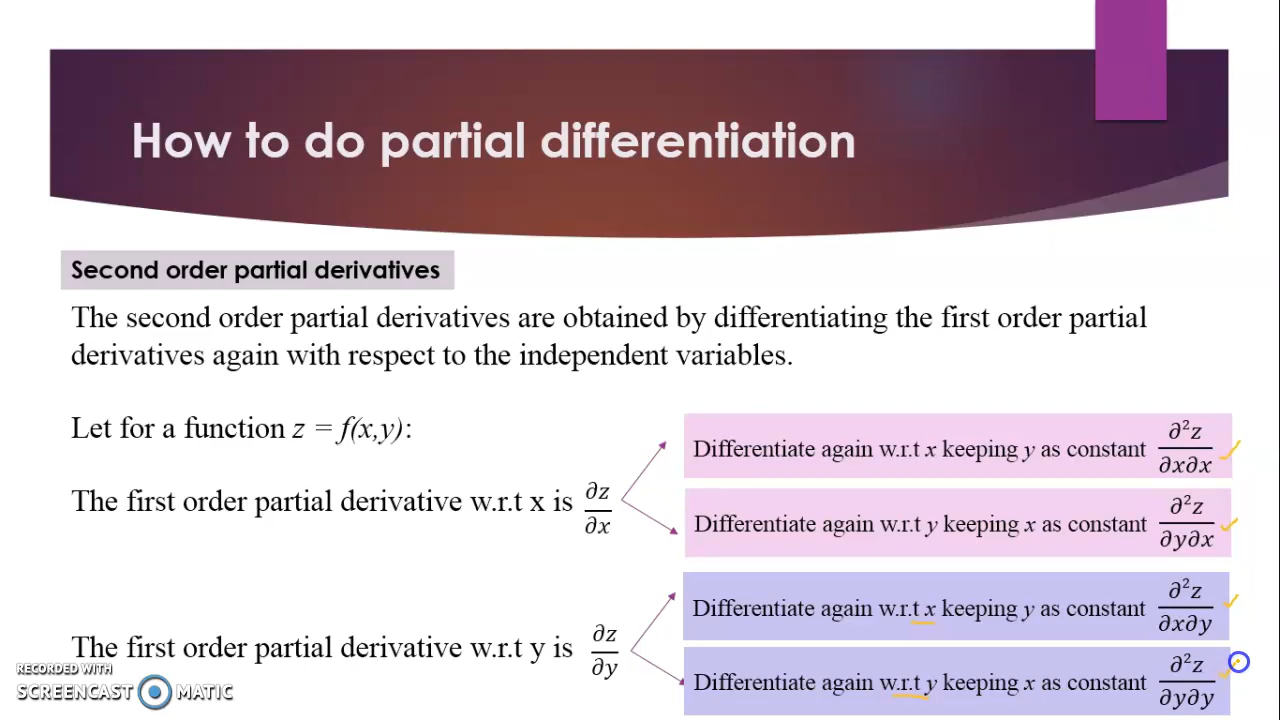 How to do partial differentiation
Second order partial derivatives
The second order partial derivatives are obtained by differentiating the first order partial
derivatives again with respect to the independent variables.
Let for a function z = f(x,y):
The first order partial derivative w.r.t x is ∂z/∂x
Differentiate again w.r.t x keeping y as constant ∂²z/∂x∂x
Differentiate again w.r.t y keeping x as constant ∂²z/∂y∂x
The first order partial derivative w.r.t y is ∂z/∂y
Differentiate again w.r.t x keeping y as constant ∂²z/∂x∂y
Differentiate again w.r.t y keeping x as constant ∂²z/∂y∂y
RECORDED WITH
SCREENCAST MATIC